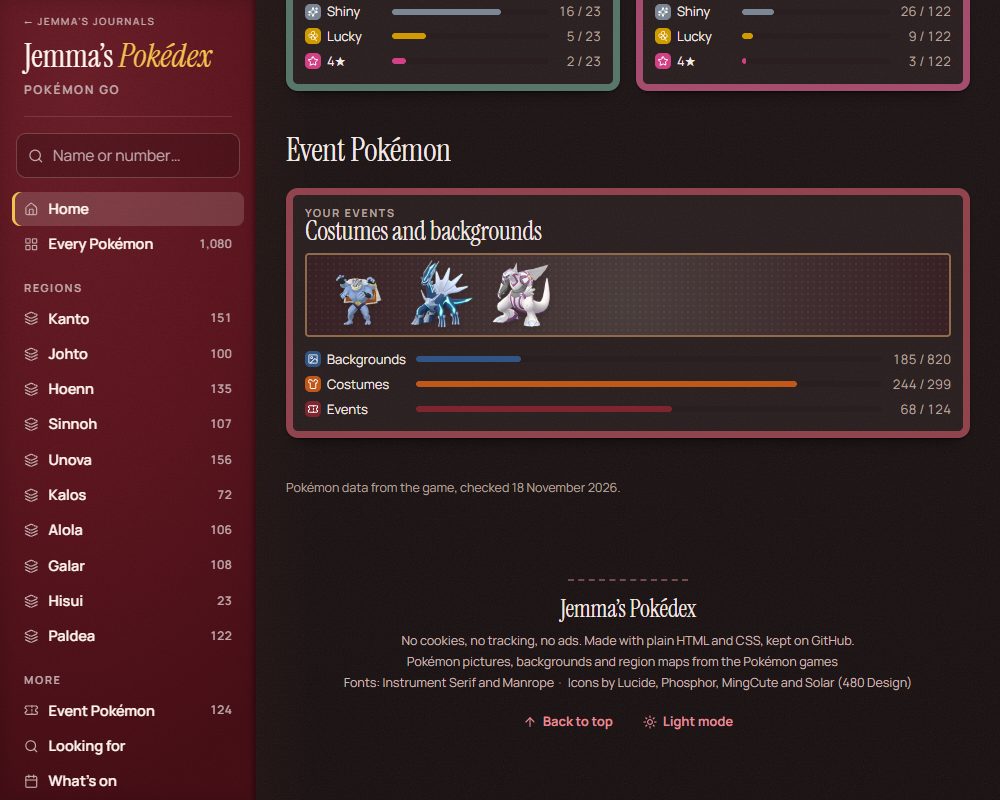 ← JEMMA'S JOURNALS
Jemma's Pokédex
POKÉMON GO
Name or number...
Home
Every Pokémon 1,080
REGIONS
Kanto 151
Johto 100
Hoenn 135
Sinnoh 107
Unova 156
Kalos 72
Alola 106
Galar 108
Hisui 23
Paldea 122
MORE
Event Pokémon 124
Looking for
What's on
Shiny 16 / 23
Lucky 5 / 23
4★ 2 / 23
Shiny 26 / 122
Lucky 9 / 122
4★ 3 / 122
Event Pokémon
YOUR EVENTS
Costumes and backgrounds
Backgrounds 185 / 820
Costumes 244 / 299
Events 68 / 124
Pokémon data from the game, checked 18 November 2026.
Jemma's Pokédex
No cookies, no tracking, no ads. Made with plain HTML and CSS, kept on GitHub.
Pokémon pictures, backgrounds and region maps from the Pokémon games
Fonts: Instrument Serif and Manrope · Icons by Lucide, Phosphor, MingCute and Solar (480 Design)
↑ Back to top Light mode